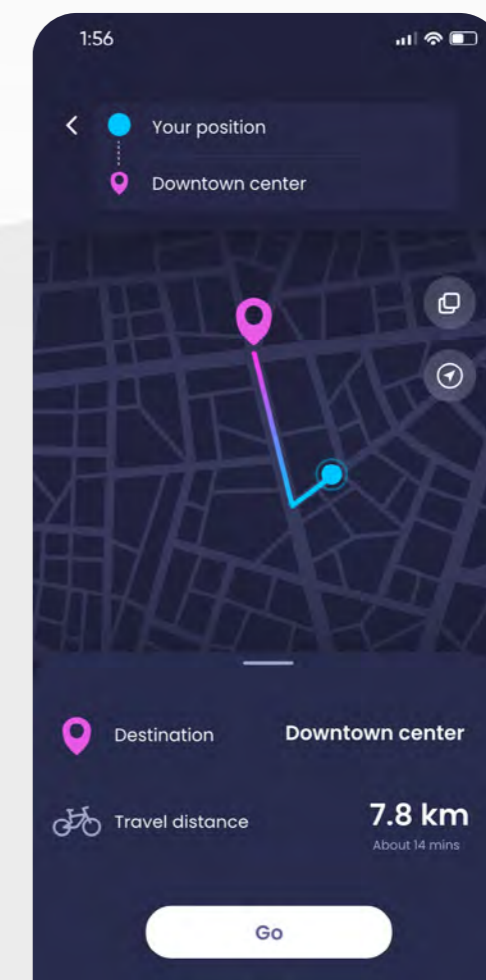 1:56
Your position
Downtown center
Destination
Downtown center
Travel distance
7.8 km
About 14 mins
Go